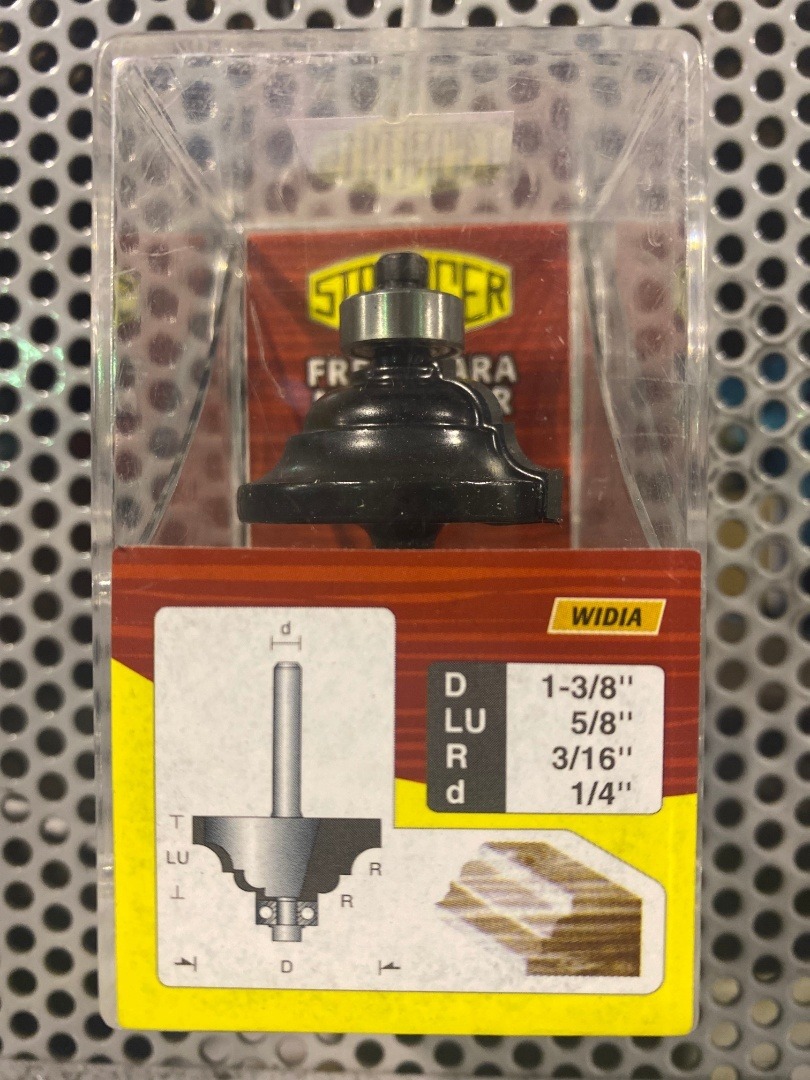 WIDIA
d
D 1-3/8"
LU 5/8"
R 3/16"
d 1/4"
LU
R
R
D